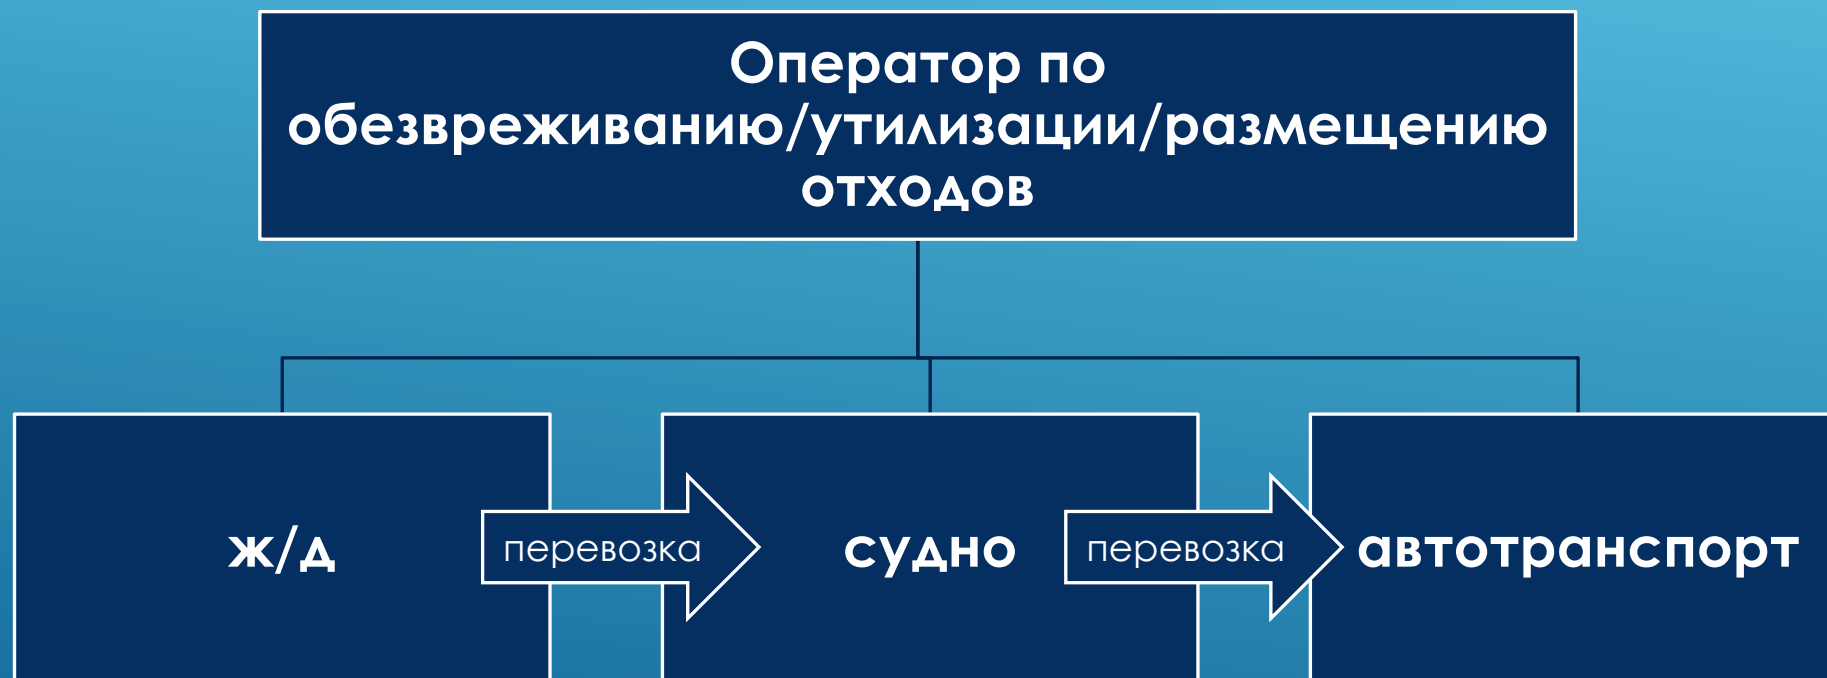 Оператор по
обезвреживанию/утилизации/размещению
отходов
ж/д
перевозка
судно
перевозка
автотранспорт